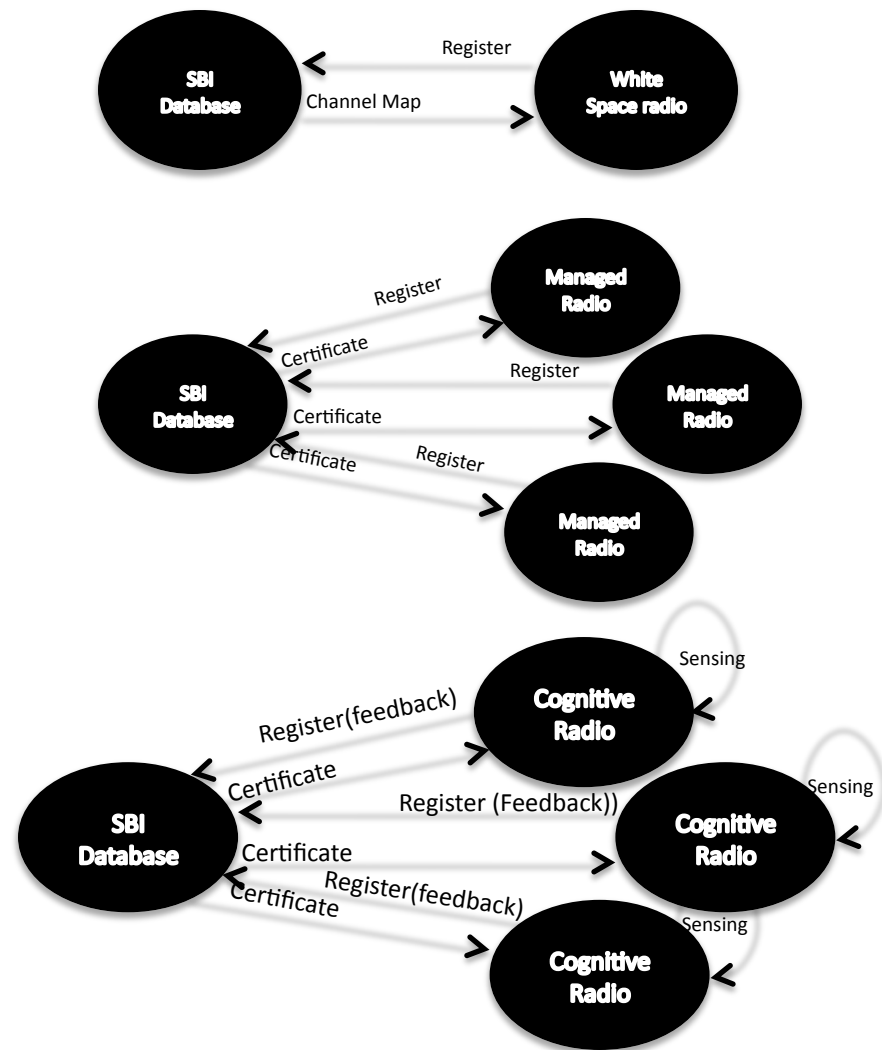 Register
SBI
Database
White
Space radio
Channel Map
Managed
Radio
Register
Certificate
Register
SBI
Database
Managed
Radio
Certificate
Register
Certificate
Managed
Radio
Sensing
Cognitive
Radio
Register(feedback)
Certificate
Sensing
Register (Feedback))
SBI
Database
Cognitive
Radio
Certificate
Register(feedback)
Certificate
Sensing
Cognitive
Radio